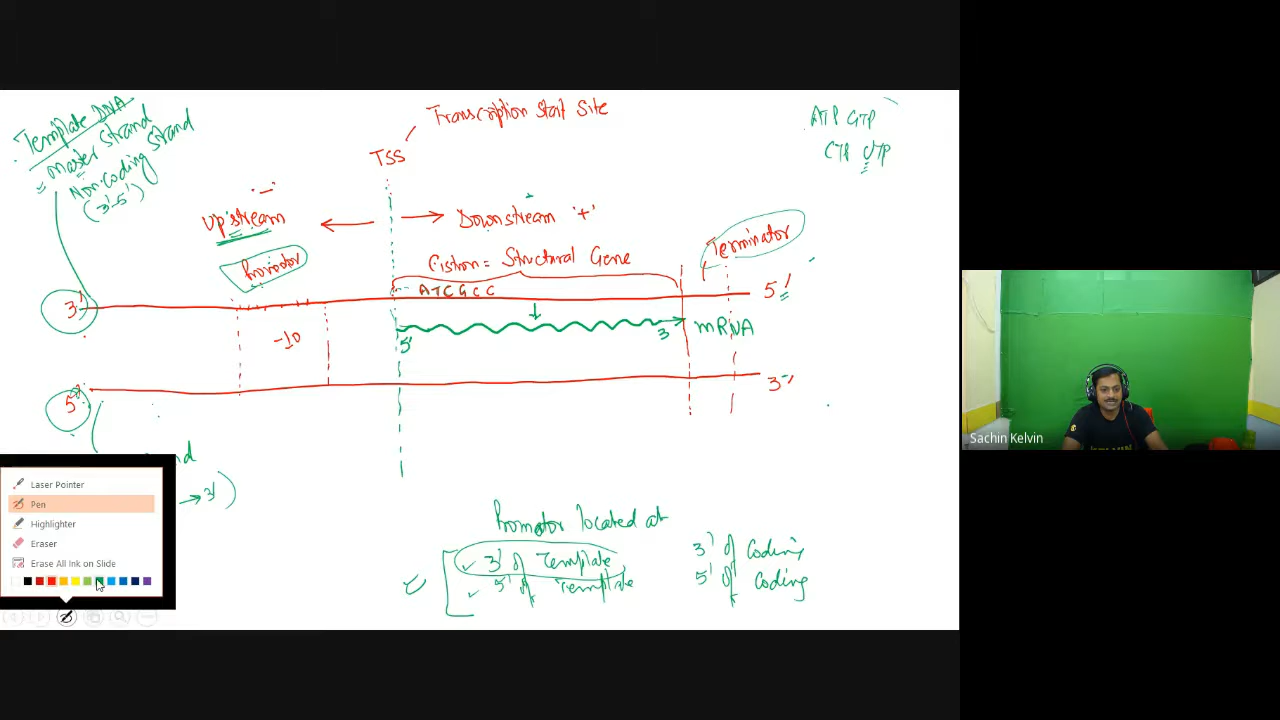 Transcription Start Site
Template DNA
Master Strand
Non coding Strand
(3'-5')
ATP GTP
CTP UTP
TSS
"-"
Upstream
Downstream "+"
Promotor
Cistron = Structural Gene
Terminator
ATCGCC
3'
5'
-10
5'
3'
mRNA
5'
3'
nd
→ 3')
Sachin Kelvin
Laser Pointer
Pen
Highlighter
Eraser
Erase All Ink on Slide
Promotor located at
3' of Template
5' of Template
3' of Coding
5' of Coding